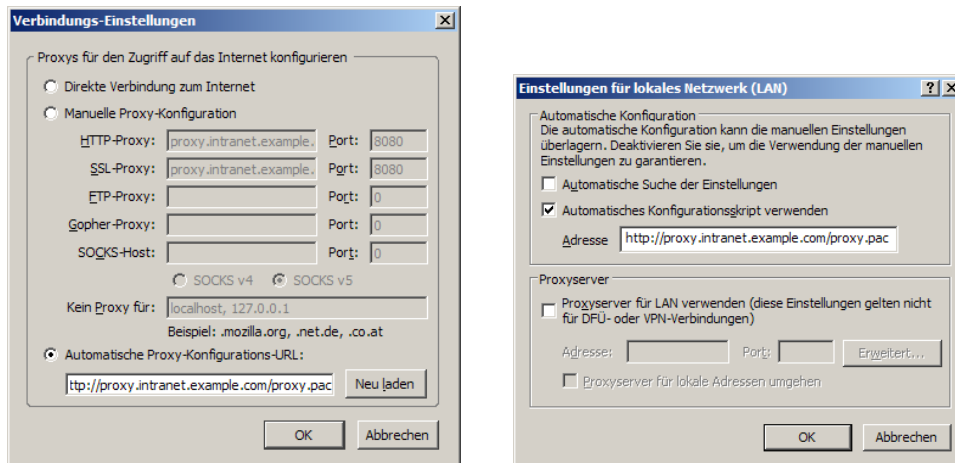 Verbindungs-Einstellungen
Proxys für den Zugriff auf das Internet konfigurieren
Direkte Verbindung zum Internet
Manuelle Proxy-Konfiguration
HTTP-Proxy: proxy.intranet.example. Port: 8080
SSL-Proxy: proxy.intranet.example. Port: 8080
FTP-Proxy: Port: 0
Gopher-Proxy: Port: 0
SOCKS-Host: Port: 0
SOCKS v4 SOCKS v5
Kein Proxy für: localhost, 127.0.0.1
Beispiel: .mozilla.org, .net.de, .co.at
Automatische Proxy-Konfigurations-URL:
ttp://proxy.intranet.example.com/proxy.pac Neu laden
OK Abbrechen
Einstellungen für lokales Netzwerk (LAN)
Automatische Konfiguration
Die automatische Konfiguration kann die manuellen Einstellungen
überlagern. Deaktivieren Sie sie, um die Verwendung der manuellen
Einstellungen zu garantieren.
Automatische Suche der Einstellungen
Automatisches Konfigurationsskript verwenden
Adresse http://proxy.intranet.example.com/proxy.pac
Proxyserver
Proxyserver für LAN verwenden (diese Einstellungen gelten nicht
für DFÜ- oder VPN-Verbindungen)
Adresse: Port: Erweitert...
Proxyserver für lokale Adressen umgehen
OK Abbrechen